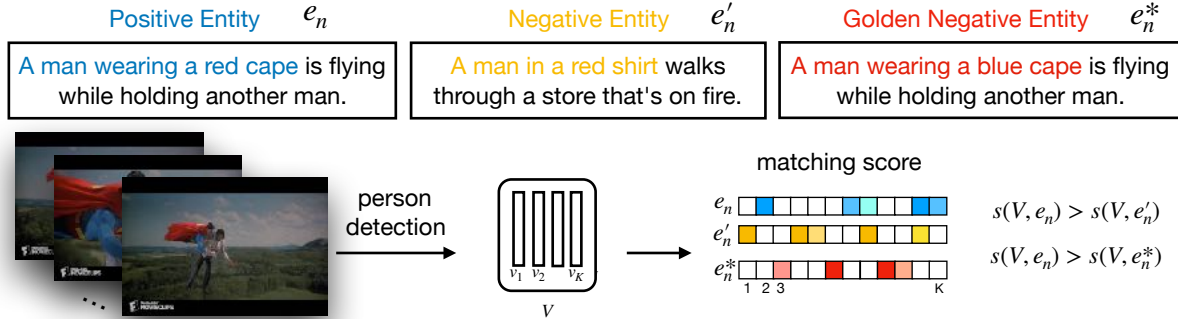 Positive Entity e_n
Negative Entity e'_n
Golden Negative Entity e*_n
A man wearing a red cape is flying
while holding another man.
A man in a red shirt walks
through a store that's on fire.
A man wearing a blue cape is flying
while holding another man.
person
detection
v_1 v_2 v_K
V
matching score
e_n
e'_n
e*_n
1 2 3 K
s(V, e_n) > s(V, e'_n)
s(V, e_n) > s(V, e*_n)
...
MOVIECLIPS